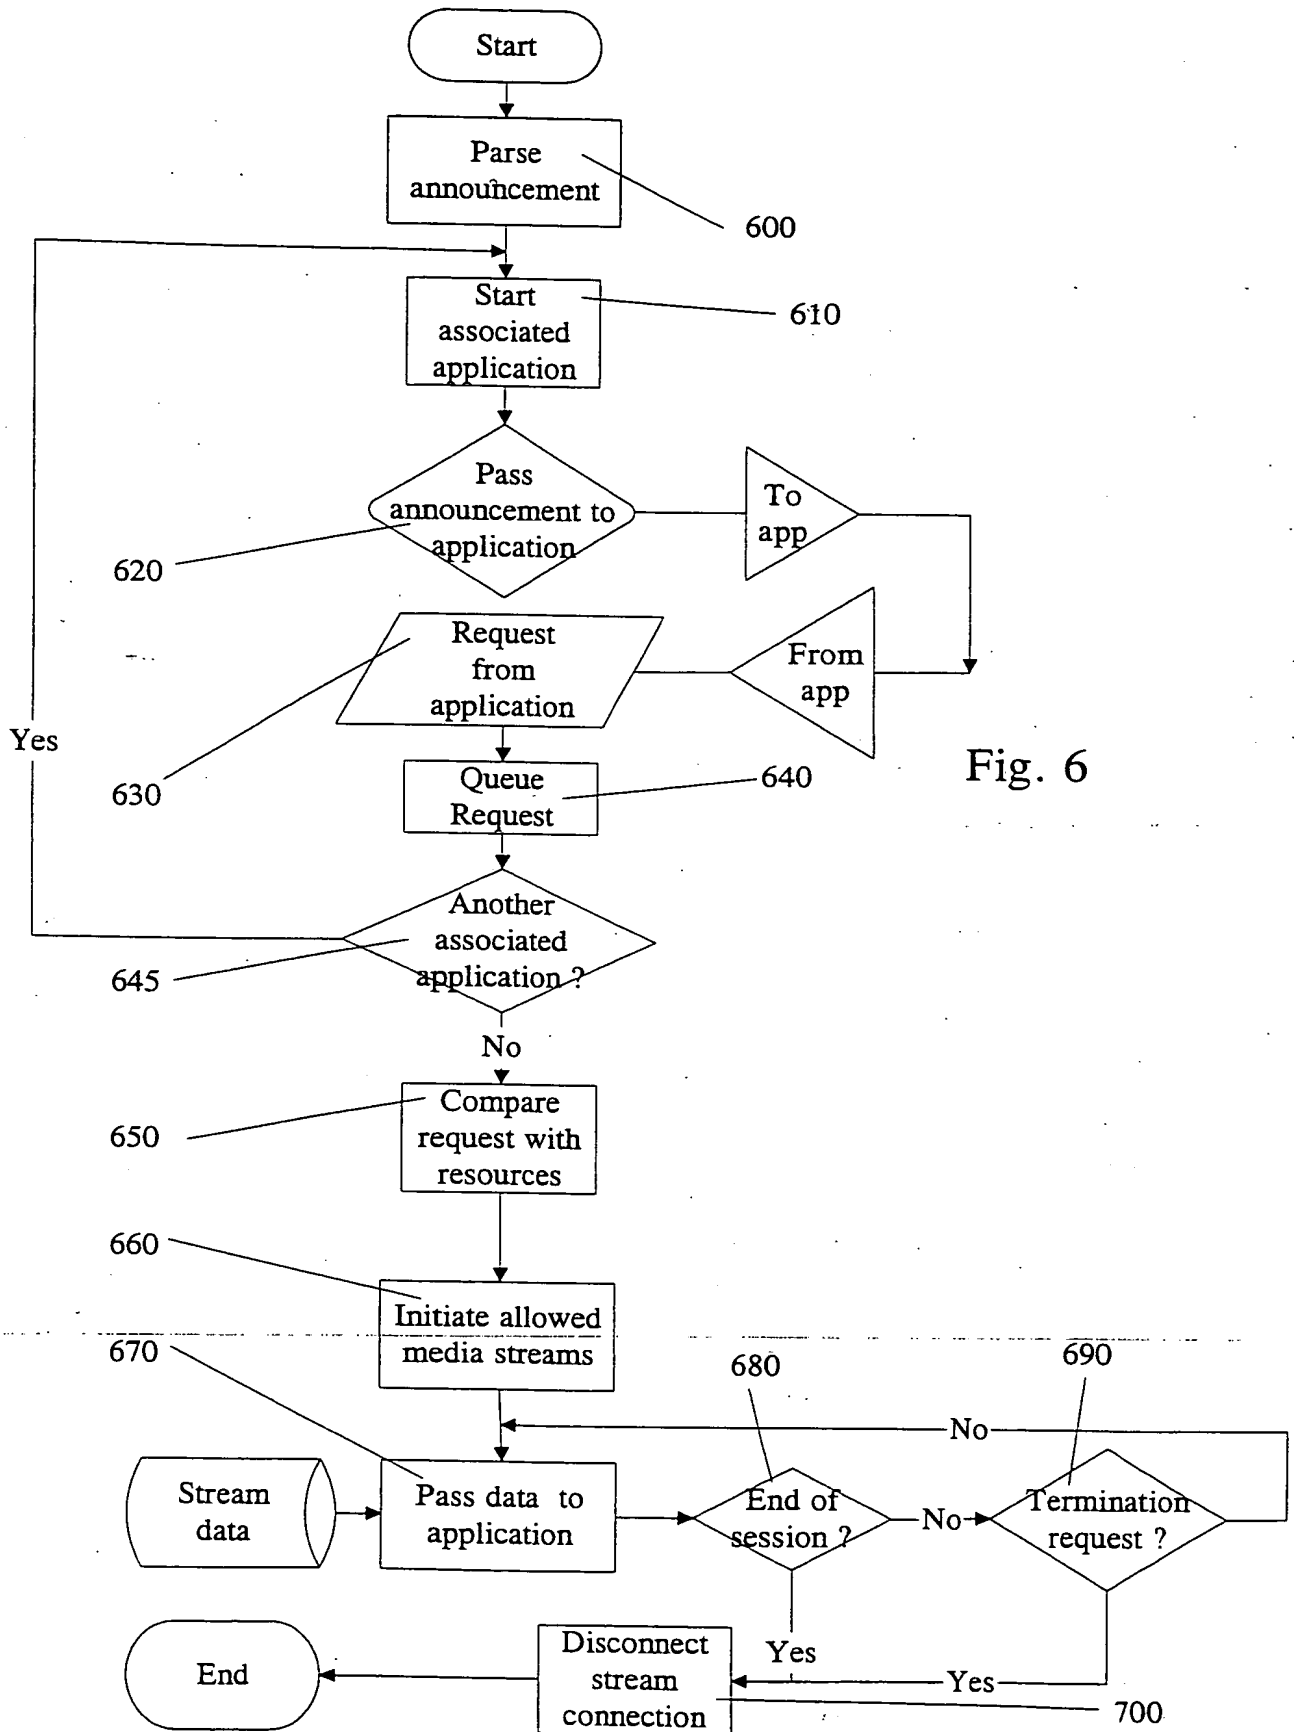 Start
Parse
announcement
600
Start
associated
application
610
Pass
announcement to
application
620
To
app
Request
from
application
630
From
app
Yes
Queue
Request
640
Fig. 6
Another
associated
application ?
645
No
Compare
request with
resources
650
660
Initiate allowed
media streams
670
680
690
No
Stream
data
Pass data to
application
End of
session ?
No
Termination
request ?
Yes
Yes
End
Disconnect
stream
connection
700